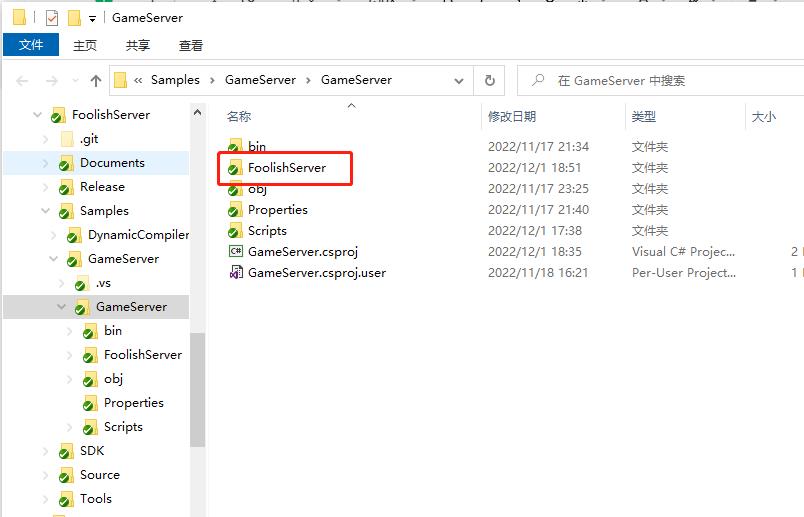 GameServer
文件 主页 共享 查看
« Samples > GameServer > GameServer 在 GameServer 中搜索
FoolishServer
.git
Documents
Release
Samples
DynamicCompiler
GameServer
.vs
GameServer
bin
FoolishServer
obj
Properties
Scripts
SDK
Source
Tools
名称 修改日期 类型 大小
bin 2022/11/17 21:34 文件夹
FoolishServer 2022/12/1 18:51 文件夹
obj 2022/11/17 23:25 文件夹
Properties 2022/11/17 21:40 文件夹
Scripts 2022/12/1 17:38 文件夹
C# GameServer.csproj 2022/12/1 18:35 Visual C# Projec... 2
GameServer.csproj.user 2022/11/18 16:21 Per-User Project... 1